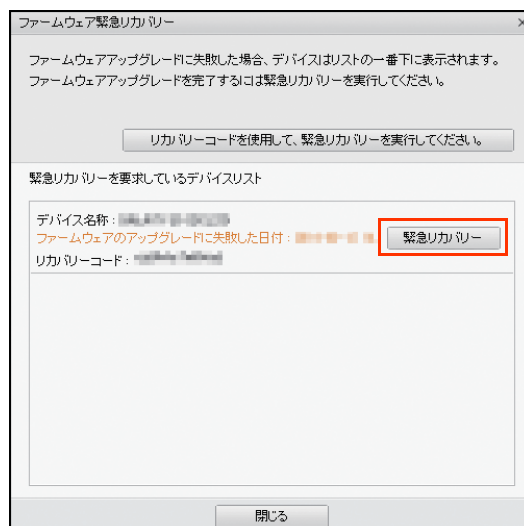 ファームウェア緊急リカバリー
ファームウェアアップグレードに失敗した場合、デバイスはリストの一番下に表示されます。
ファームウェアアップグレードを完了するには緊急リカバリーを実行してください。
リカバリーコードを使用して、緊急リカバリーを実行してください。
緊急リカバリーを要求しているデバイスリスト
デバイス名称 :
ファームウェアのアップグレードに失敗した日付 :
緊急リカバリー
リカバリーコード :
閉じる